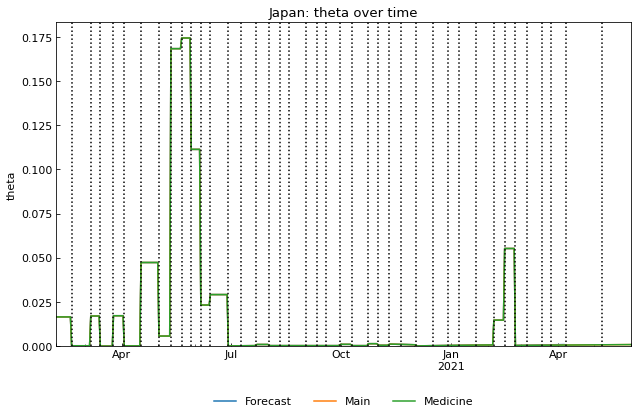 Japan: theta over time
0.175
0.150
0.125
0.100
0.075
0.050
0.025
0.000
theta
Apr Jul Oct Jan Apr
2021
Forecast Main Medicine